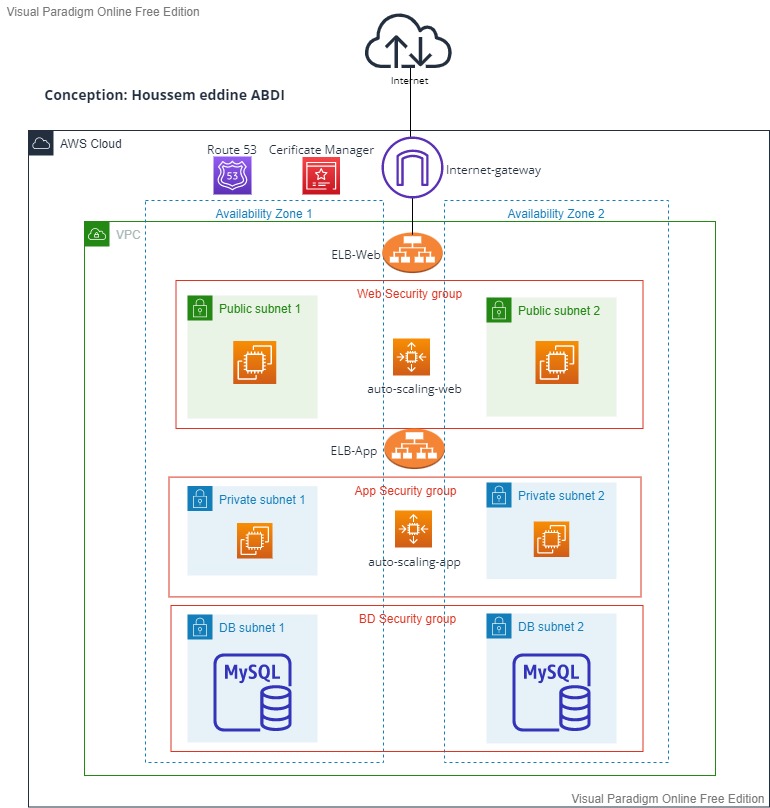 Visual Paradigm Online Free Edition
Internet
Conception: Houssem eddine ABDI
AWS Cloud
Route 53
Cerificate Manager
53
Internet-gateway
Availability Zone 1
Availability Zone 2
VPC
ELB-Web
Web Security group
Public subnet 1
Public subnet 2
auto-scaling-web
ELB-App
App Security group
Private subnet 1
Private subnet 2
auto-scaling-app
BD Security group
DB subnet 1
DB subnet 2
MySQL
MySQL
Visual Paradigm Online Free Edition